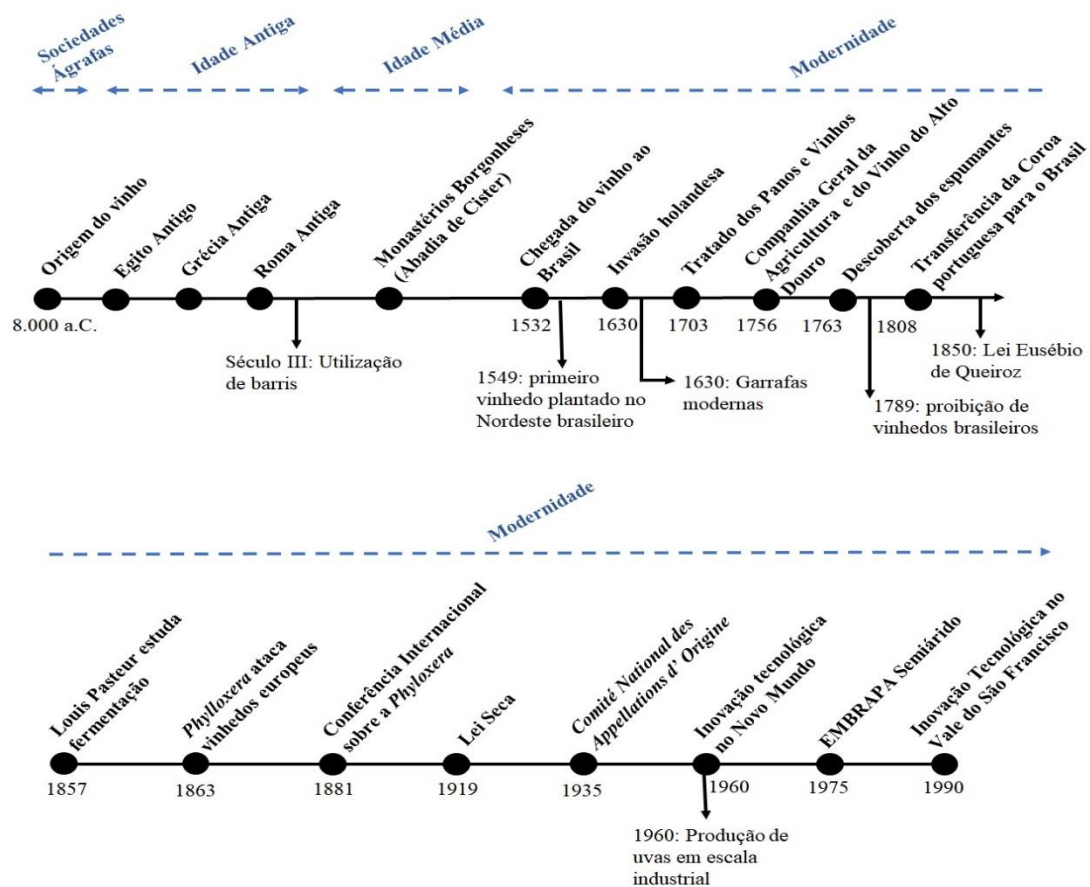 Sociedades
Ágrafas
Idade Antiga
Idade Média
Modernidade
Origem do vinho
Egito Antigo
Grécia Antiga
Roma Antiga
Monastérios Borgonheses
(Abadia de Cister)
Chegada do vinho ao
Brasil
Invasão holandesa
Tratado dos Panos e Vinhos
Companhia Geral da
Agricultura e do Vinho do Alto
Douro
Descoberta dos espumantes
Transferência da Coroa
portuguesa para o Brasil
8.000 a.C.
1532
1630
1703
1756
1763
1808
Século III: Utilização
de barris
1549: primeiro
vinhedo plantado no
Nordeste brasileiro
1630: Garrafas
modernas
1850: Lei Eusébio
de Queiroz
1789: proibição de
vinhedos brasileiros
Modernidade
Louis Pasteur estuda
fermentação
Phylloxera ataca
vinhedos europeus
Conferência Internacional
sobre a Phyloxera
Lei Seca
Comité National des
Appellations d’ Origine
Inovação tecnológica
no Novo Mundo
EMBRAPA Semiárido
Inovação Tecnológica no
Vale do São Francisco
1857
1863
1881
1919
1935
1960
1975
1990
1960: Produção de
uvas em escala
industrial